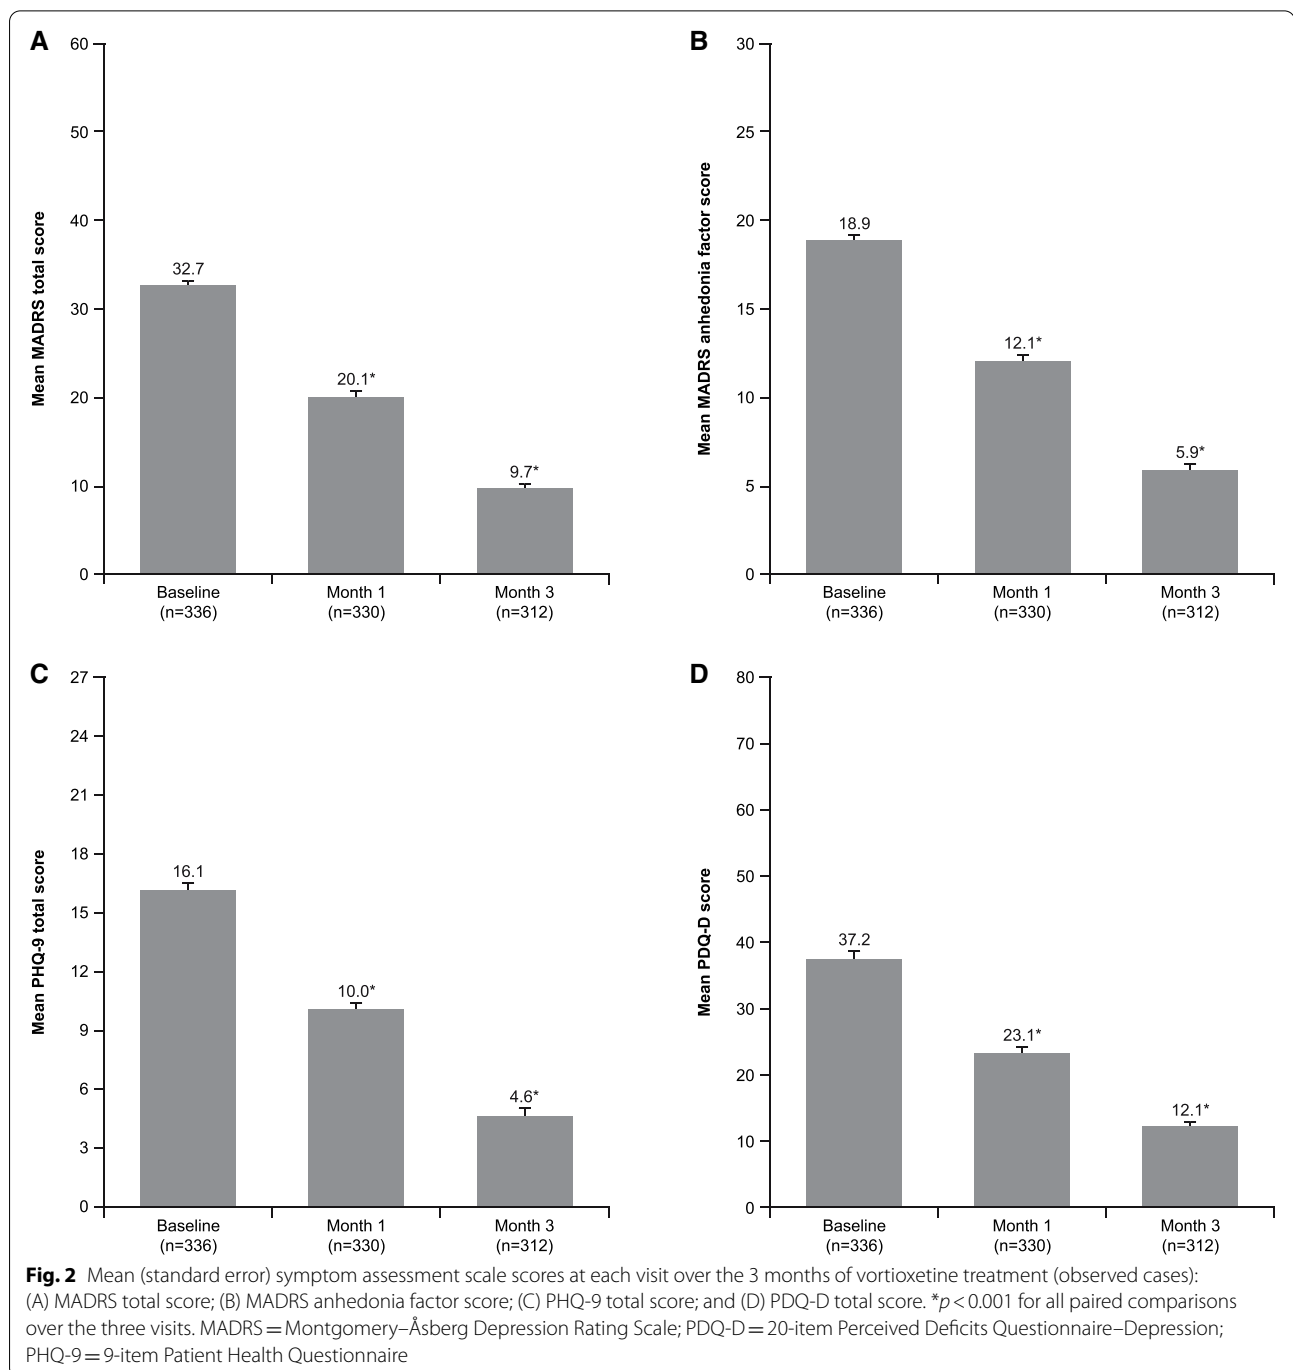 A
Mean MADRS total score
60
50
40
30
20
10
0
32.7
20.1*
9.7*
Baseline
(n=336)
Month 1
(n=330)
Month 3
(n=312)
B
Mean MADRS anhedonia factor score
30
25
20
15
10
5
0
18.9
12.1*
5.9*
Baseline
(n=336)
Month 1
(n=330)
Month 3
(n=312)
C
Mean PHQ-9 total score
27
24
21
18
15
12
9
6
3
0
16.1
10.0*
4.6*
Baseline
(n=336)
Month 1
(n=330)
Month 3
(n=312)
D
Mean PDQ-D score
80
70
60
50
40
30
20
10
0
37.2
23.1*
12.1*
Baseline
(n=336)
Month 1
(n=330)
Month 3
(n=312)
Fig. 2 Mean (standard error) symptom assessment scale scores at each visit over the 3 months of vortioxetine treatment (observed cases):
(A) MADRS total score; (B) MADRS anhedonia factor score; (C) PHQ-9 total score; and (D) PDQ-D total score. *p < 0.001 for all paired comparisons
over the three visits. MADRS = Montgomery–Åsberg Depression Rating Scale; PDQ-D = 20-item Perceived Deficits Questionnaire–Depression;
PHQ-9 = 9-item Patient Health Questionnaire